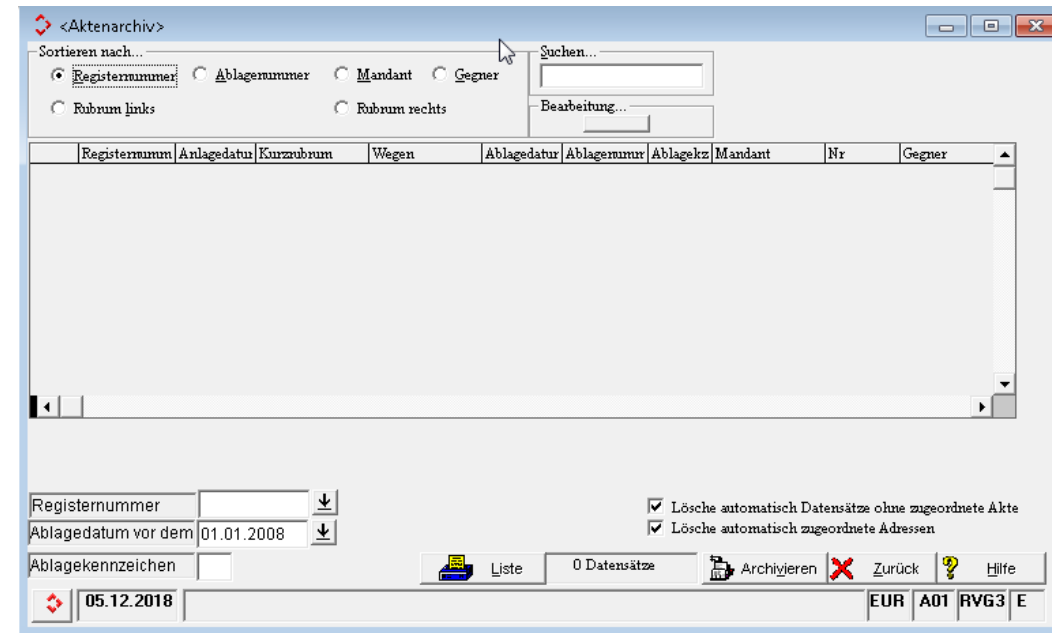 <Aktenarchiv>
Sortieren nach...
Registernummer Ablagenummer Mandant Gegner
Rubrum links Rubrum rechts
Suchen...
Bearbeitung...
Registernumm Anlagedatur Kurzrubrum Wegen Ablagedatur Ablagenumr Ablagekz Mandant Nr Gegner
Registernummer
Ablagedatum vor dem 01.01.2008
Ablagekennzeichen
Lösche automatisch Datensätze ohne zugeordnete Akte
Lösche automatisch zugeordnete Adressen
Liste 0 Datensätze Archivieren Zurück Hilfe
05.12.2018 EUR A01 RVG3 E